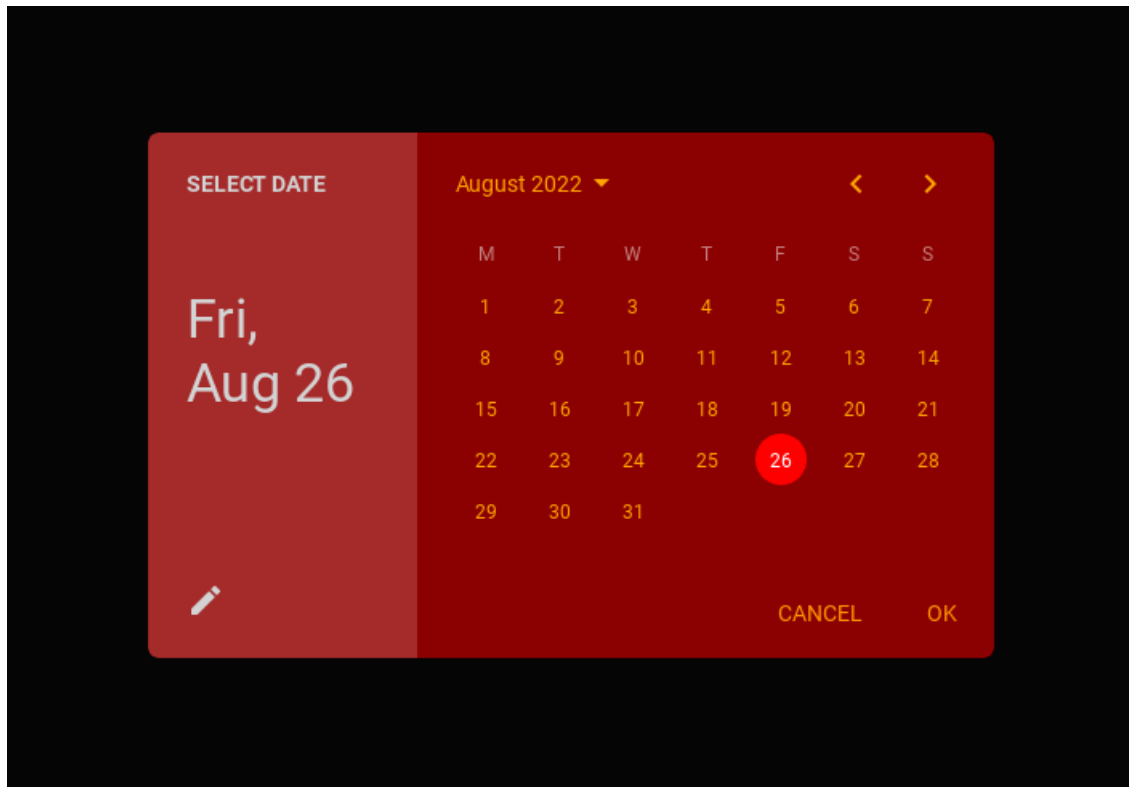 SELECT DATE
Fri,
Aug 26
August 2022
M T W T F S S
1 2 3 4 5 6 7
8 9 10 11 12 13 14
15 16 17 18 19 20 21
22 23 24 25 26 27 28
29 30 31
CANCEL OK